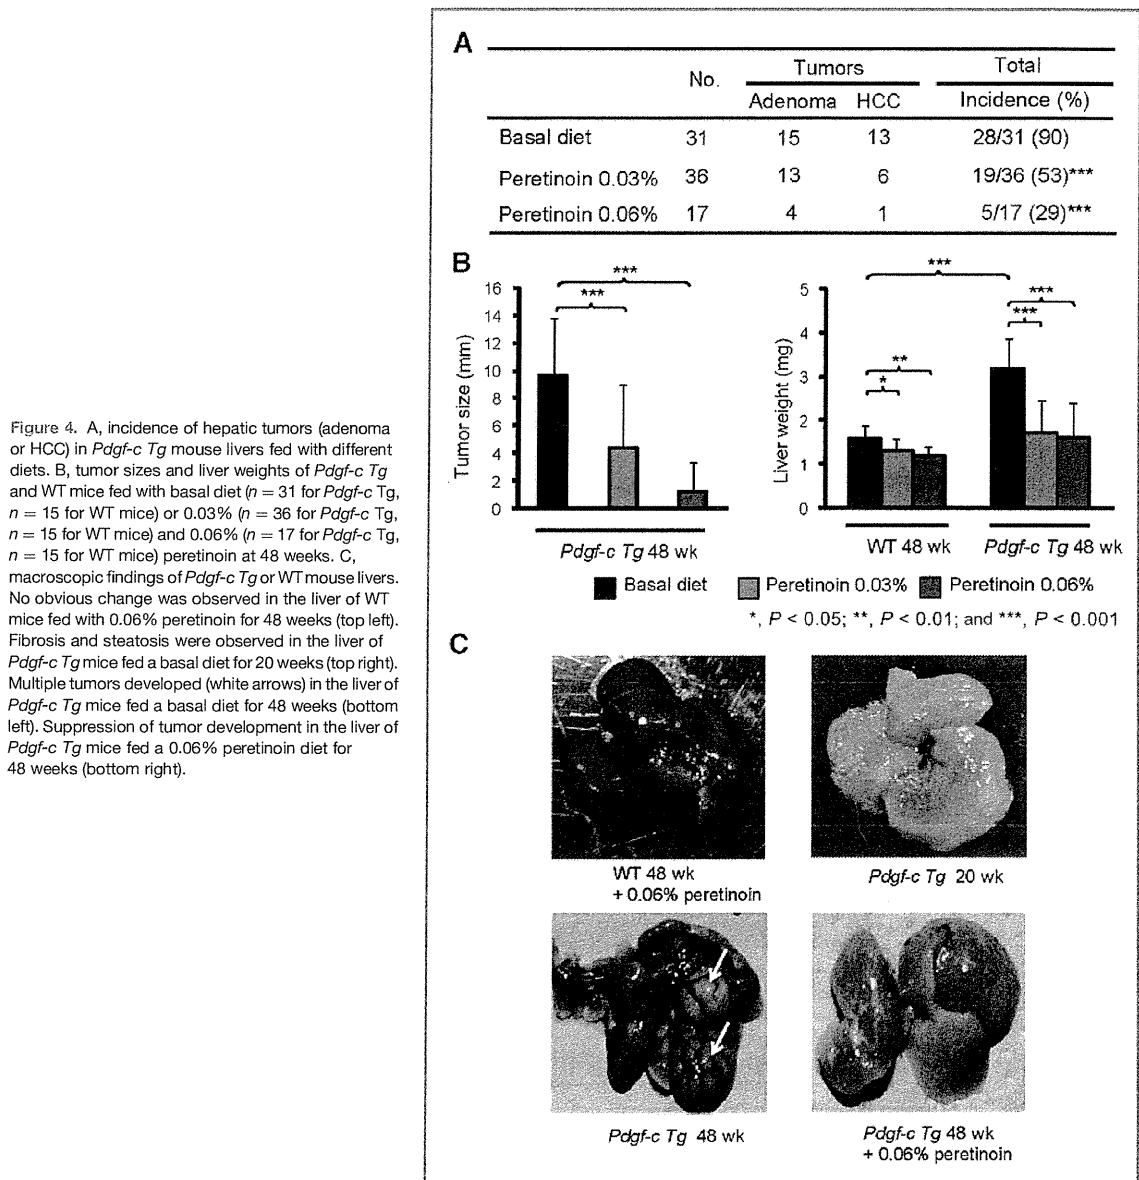 Figure 4. A, incidence of hepatic tumors (adenoma
or HCC) in Pdgf-c Tg mouse livers fed with different
diets. B, tumor sizes and liver weights of Pdgf-c Tg
and WT mice fed with basal diet (n = 31 for Pdgf-c Tg,
n = 15 for WT mice) or 0.03% (n = 36 for Pdgf-c Tg,
n = 15 for WT mice) and 0.06% (n = 17 for Pdgf-c Tg,
n = 15 for WT mice) peretinoin at 48 weeks. C,
macroscopic findings of Pdgf-c Tg or WT mouse livers.
No obvious change was observed in the liver of WT
mice fed with 0.06% peretinoin for 48 weeks (top left).
Fibrosis and steatosis were observed in the liver of
Pdgf-c Tg mice fed a basal diet for 20 weeks (top right).
Multiple tumors developed (white arrows) in the liver of
Pdgf-c Tg mice fed a basal diet for 48 weeks (bottom
left). Suppression of tumor development in the liver of
Pdgf-c Tg mice fed a 0.06% peretinoin diet for
48 weeks (bottom right).
A
No. Tumors Total
Adenoma HCC Incidence (%)
Basal diet 31 15 13 28/31 (90)
Peretinoin 0.03% 36 13 6 19/36 (53)***
Peretinoin 0.06% 17 4 1 5/17 (29)***
B
Tumor size (mm)
16
14
12
10
8
6
4
2
0
***
***
Pdgf-c Tg 48 wk
Liver weight (mg)
5
4
3
2
1
0
***
***
***
**
*
WT 48 wk Pdgf-c Tg 48 wk
Basal diet Peretinoin 0.03% Peretinoin 0.06%
*, P < 0.05; **, P < 0.01; and ***, P < 0.001
C
WT 48 wk
+ 0.06% peretinoin
Pdgf-c Tg 20 wk
Pdgf-c Tg 48 wk
Pdgf-c Tg 48 wk
+ 0.06% peretinoin